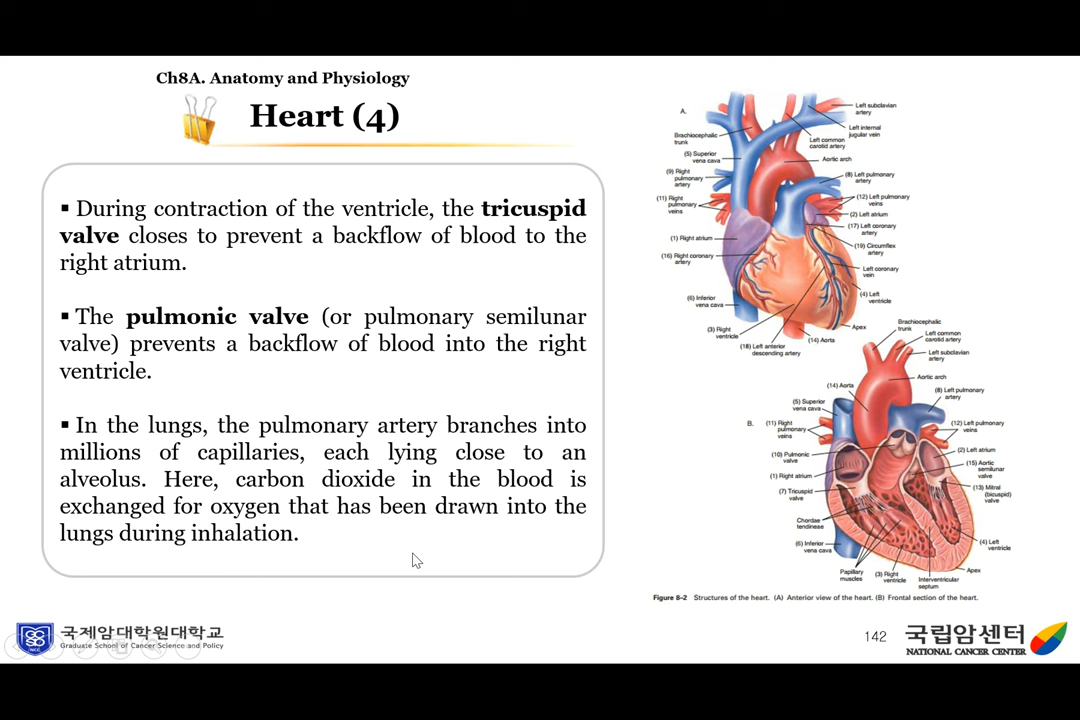 Ch8A. Anatomy and Physiology
Heart (4)
▪ During contraction of the ventricle, the tricuspid
valve closes to prevent a backflow of blood to the
right atrium.
▪ The pulmonic valve (or pulmonary semilunar
valve) prevents a backflow of blood into the right
ventricle.
▪ In the lungs, the pulmonary artery branches into
millions of capillaries, each lying close to an
alveolus. Here, carbon dioxide in the blood is
exchanged for oxygen that has been drawn into the
lungs during inhalation.
A.
Brachiocephalic
trunk
(5) Superior
vena cava
(9) Right
pulmonary
artery
(11) Right
pulmonary
veins
(1) Right atrium
(16) Right coronary
artery
(6) Inferior
vena cava
(3) Right
ventricle
(18) Left anterior
descending artery
Left subclavian
artery
Left internal
jugular vein
Left common
carotid artery
Aortic arch
(8) Left pulmonary
artery
(12) Left pulmonary
veins
(2) Left atrium
(17) Left coronary
artery
(19) Circumflex
artery
Left coronary
vein
(4) Left
ventricle
Apex
(14) Aorta
B.
Brachiocephalic
trunk
Left common
carotid artery
Left subclavian
artery
Aortic arch
(14) Aorta
(8) Left pulmonary
artery
(5) Superior
vena cava
(11) Right
pulmonary
veins
(12) Left pulmonary
veins
(10) Pulmonic
valve
(2) Left atrium
(1) Right atrium
(15) Aortic
semilunar
valve
(7) Tricuspid
valve
(13) Mitral
(bicuspid)
valve
Chordae
tendineae
(6) Inferior
vena cava
(4) Left
ventricle
Papillary
muscles
(3) Right
ventricle
Interventricular
septum
Apex
Figure 8-2 Structures of the heart. (A) Anterior view of the heart. (B) Frontal section of the heart.
국제암대학원대학교
Graduate School of Cancer Science and Policy
142
국립암센터
NATIONAL CANCER CENTER